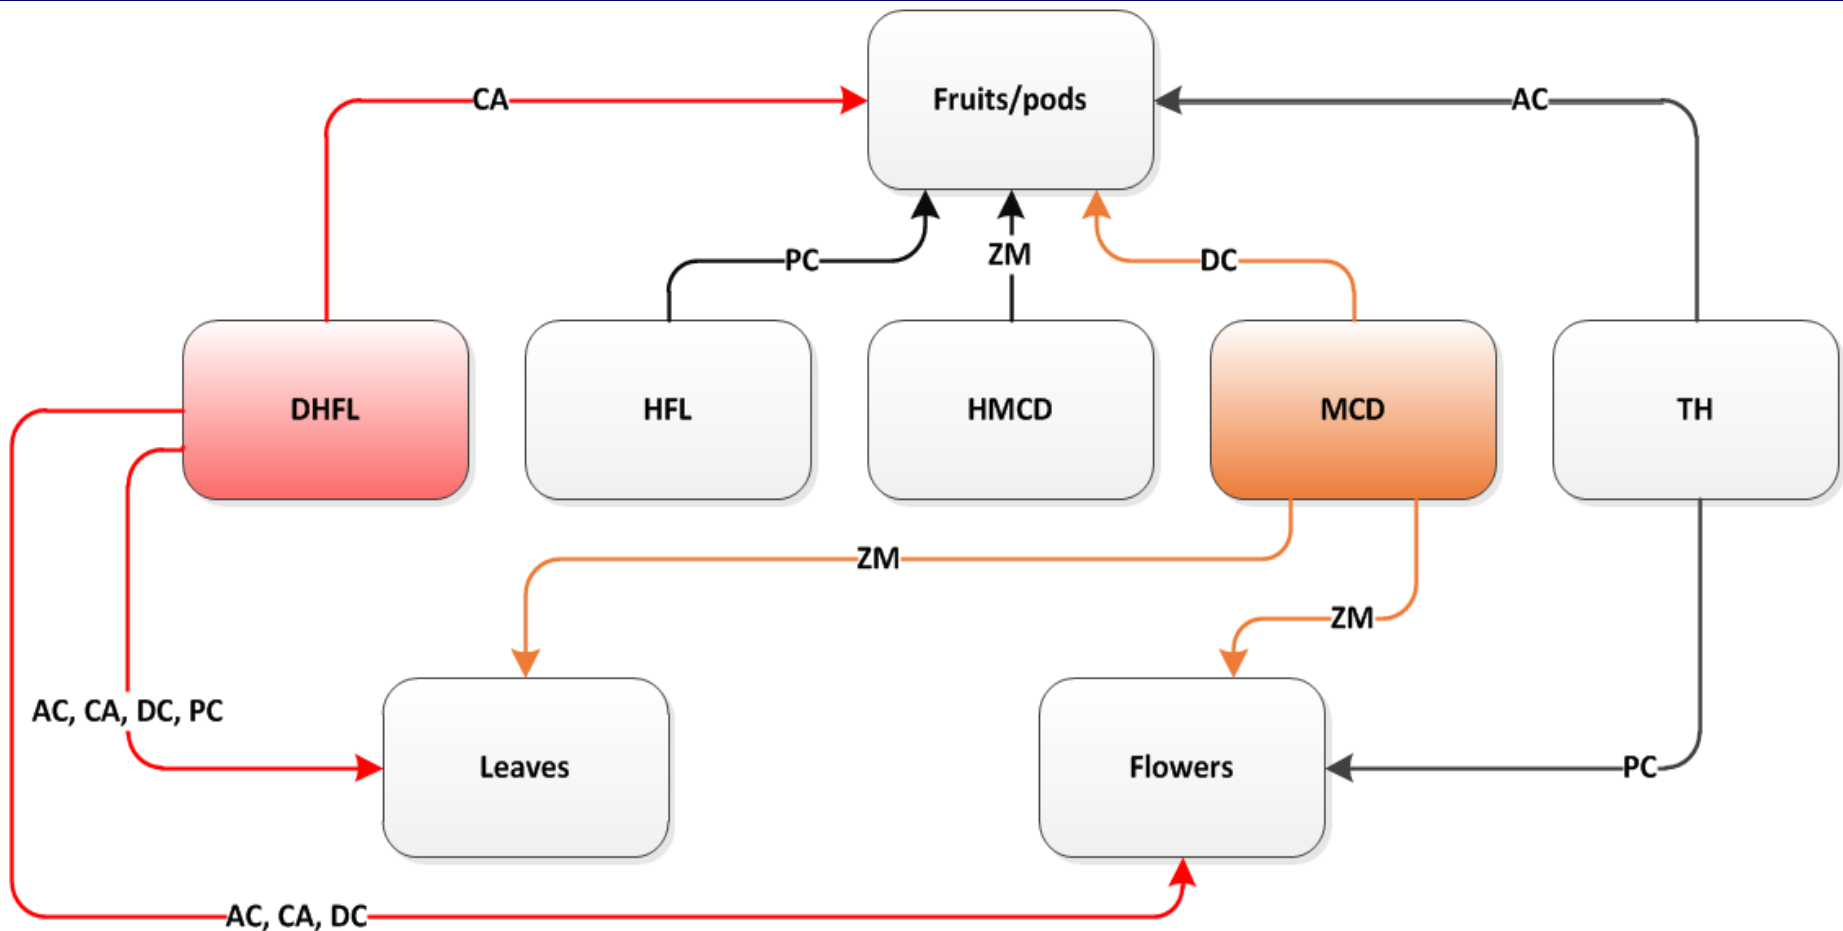 Fruits/pods
CA
AC
PC
ZM
DC
DHFL
HFL
HMCD
MCD
TH
ZM
ZM
AC, CA, DC, PC
Leaves
Flowers
PC
AC, CA, DC